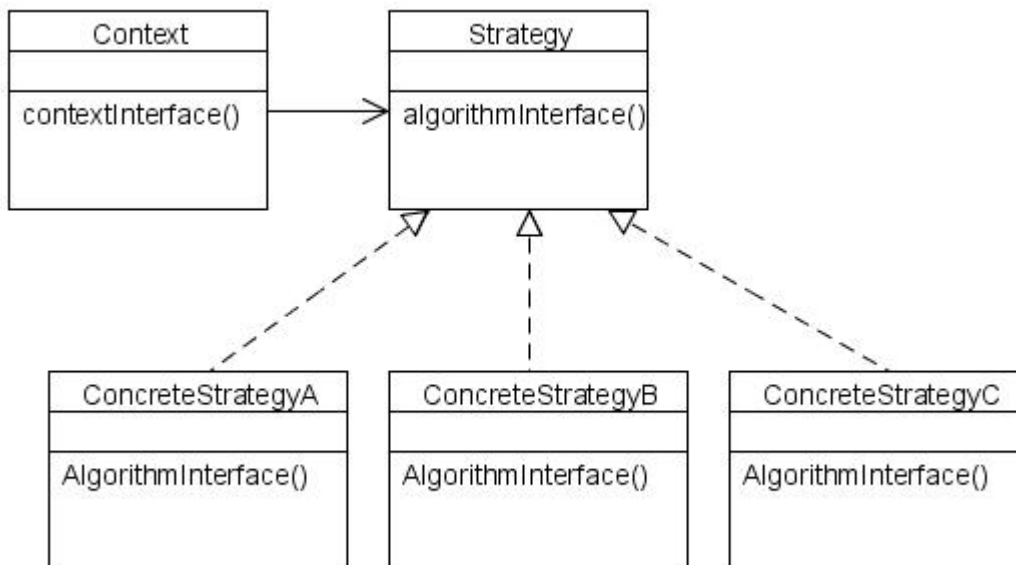 Context
contextInterface()
Strategy
algorithmInterface()
ConcreteStrategyA
AlgorithmInterface()
ConcreteStrategyB
AlgorithmInterface()
ConcreteStrategyC
AlgorithmInterface()